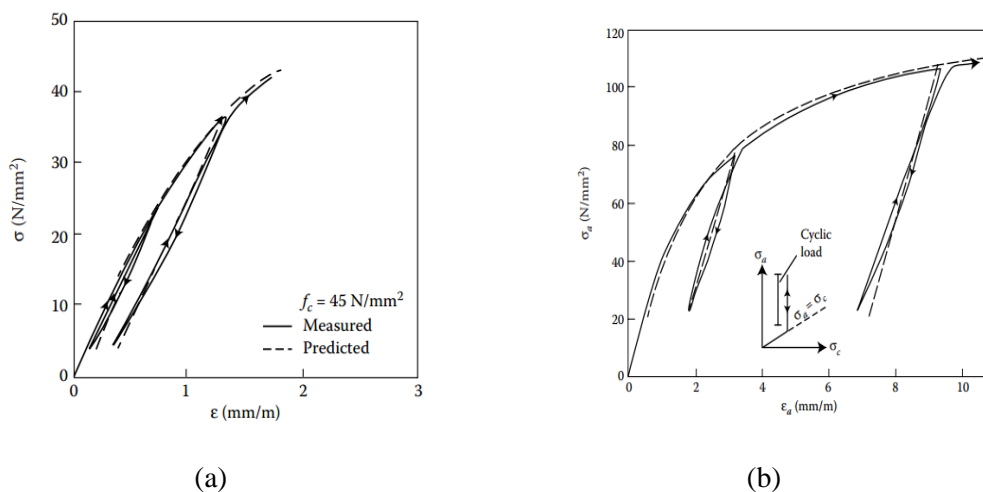 50
40
30
20
10
0
σ (N/mm²)
0
1
2
3
ε (mm/m)
f_c = 45 N/mm²
Measured
Predicted
(a)
120
100
80
60
40
20
0
σ_a (N/mm²)
0
2
4
6
8
10
ε_a (mm/m)
Cyclic
load
σ_a
σ_a = σ_c
σ_c
(b)